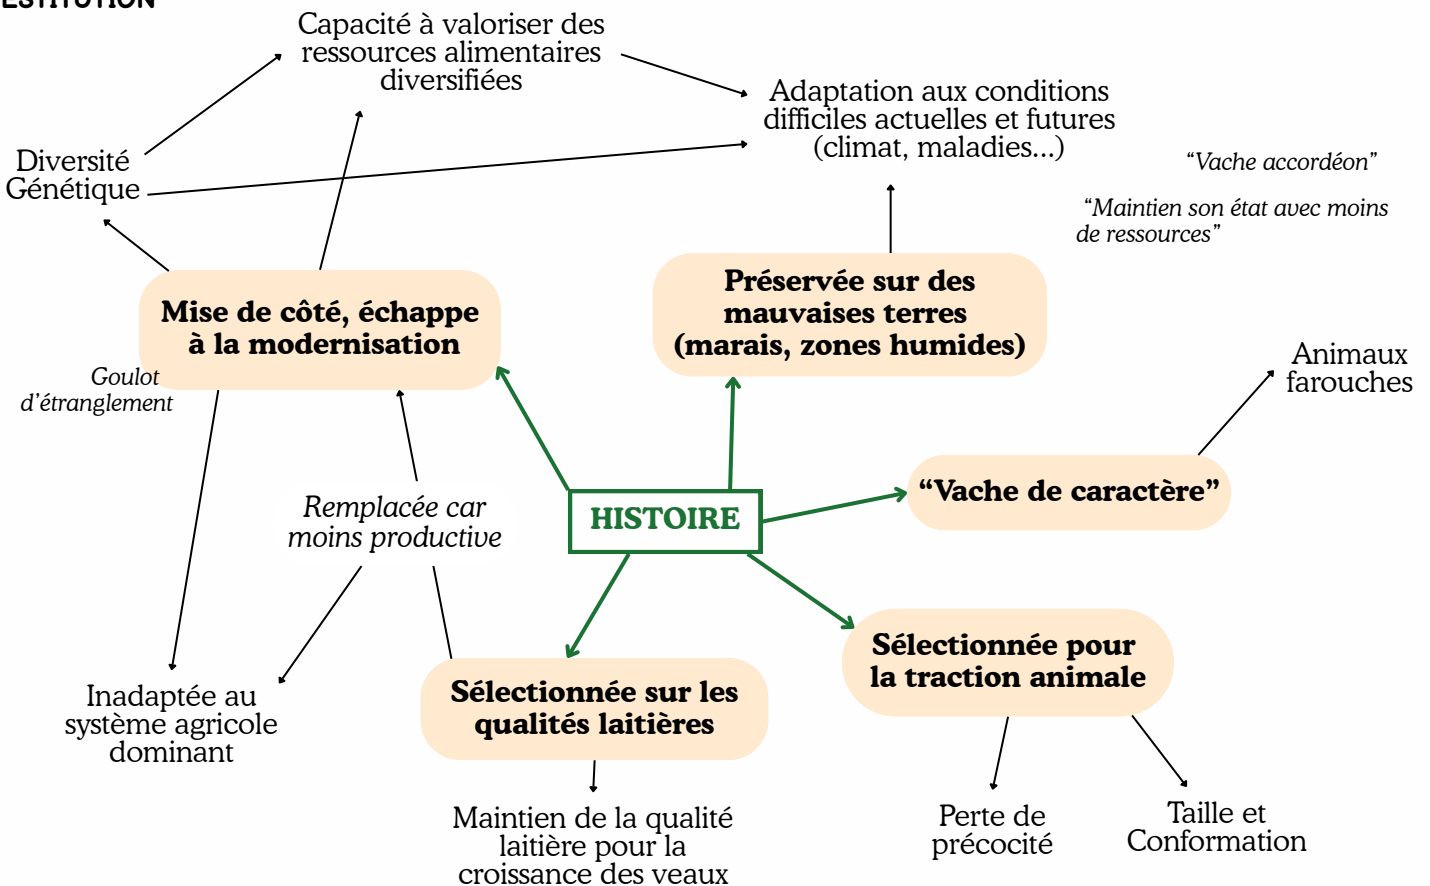 Capacité à valoriser des
ressources alimentaires
diversifiées
Adaptation aux conditions
difficiles actuelles et futures
(climat, maladies...)
Diversité
Génétique
“Vache accordéon”
“Maintien son état avec moins
de ressources”
Mise de côté, échappe
à la modernisation
Préservée sur des
mauvaises terres
(marais, zones humides)
Goulot
d’étranglement
Animaux
farouches
“Vache de caractère”
Remplacée car
moins productive
HISTOIRE
Sélectionnée pour
la traction animale
Inadaptée au
système agricole
dominant
Sélectionnée sur les
qualités laitières
Maintien de la qualité
laitière pour la
croissance des veaux
Perte de
précocité
Taille et
Conformation